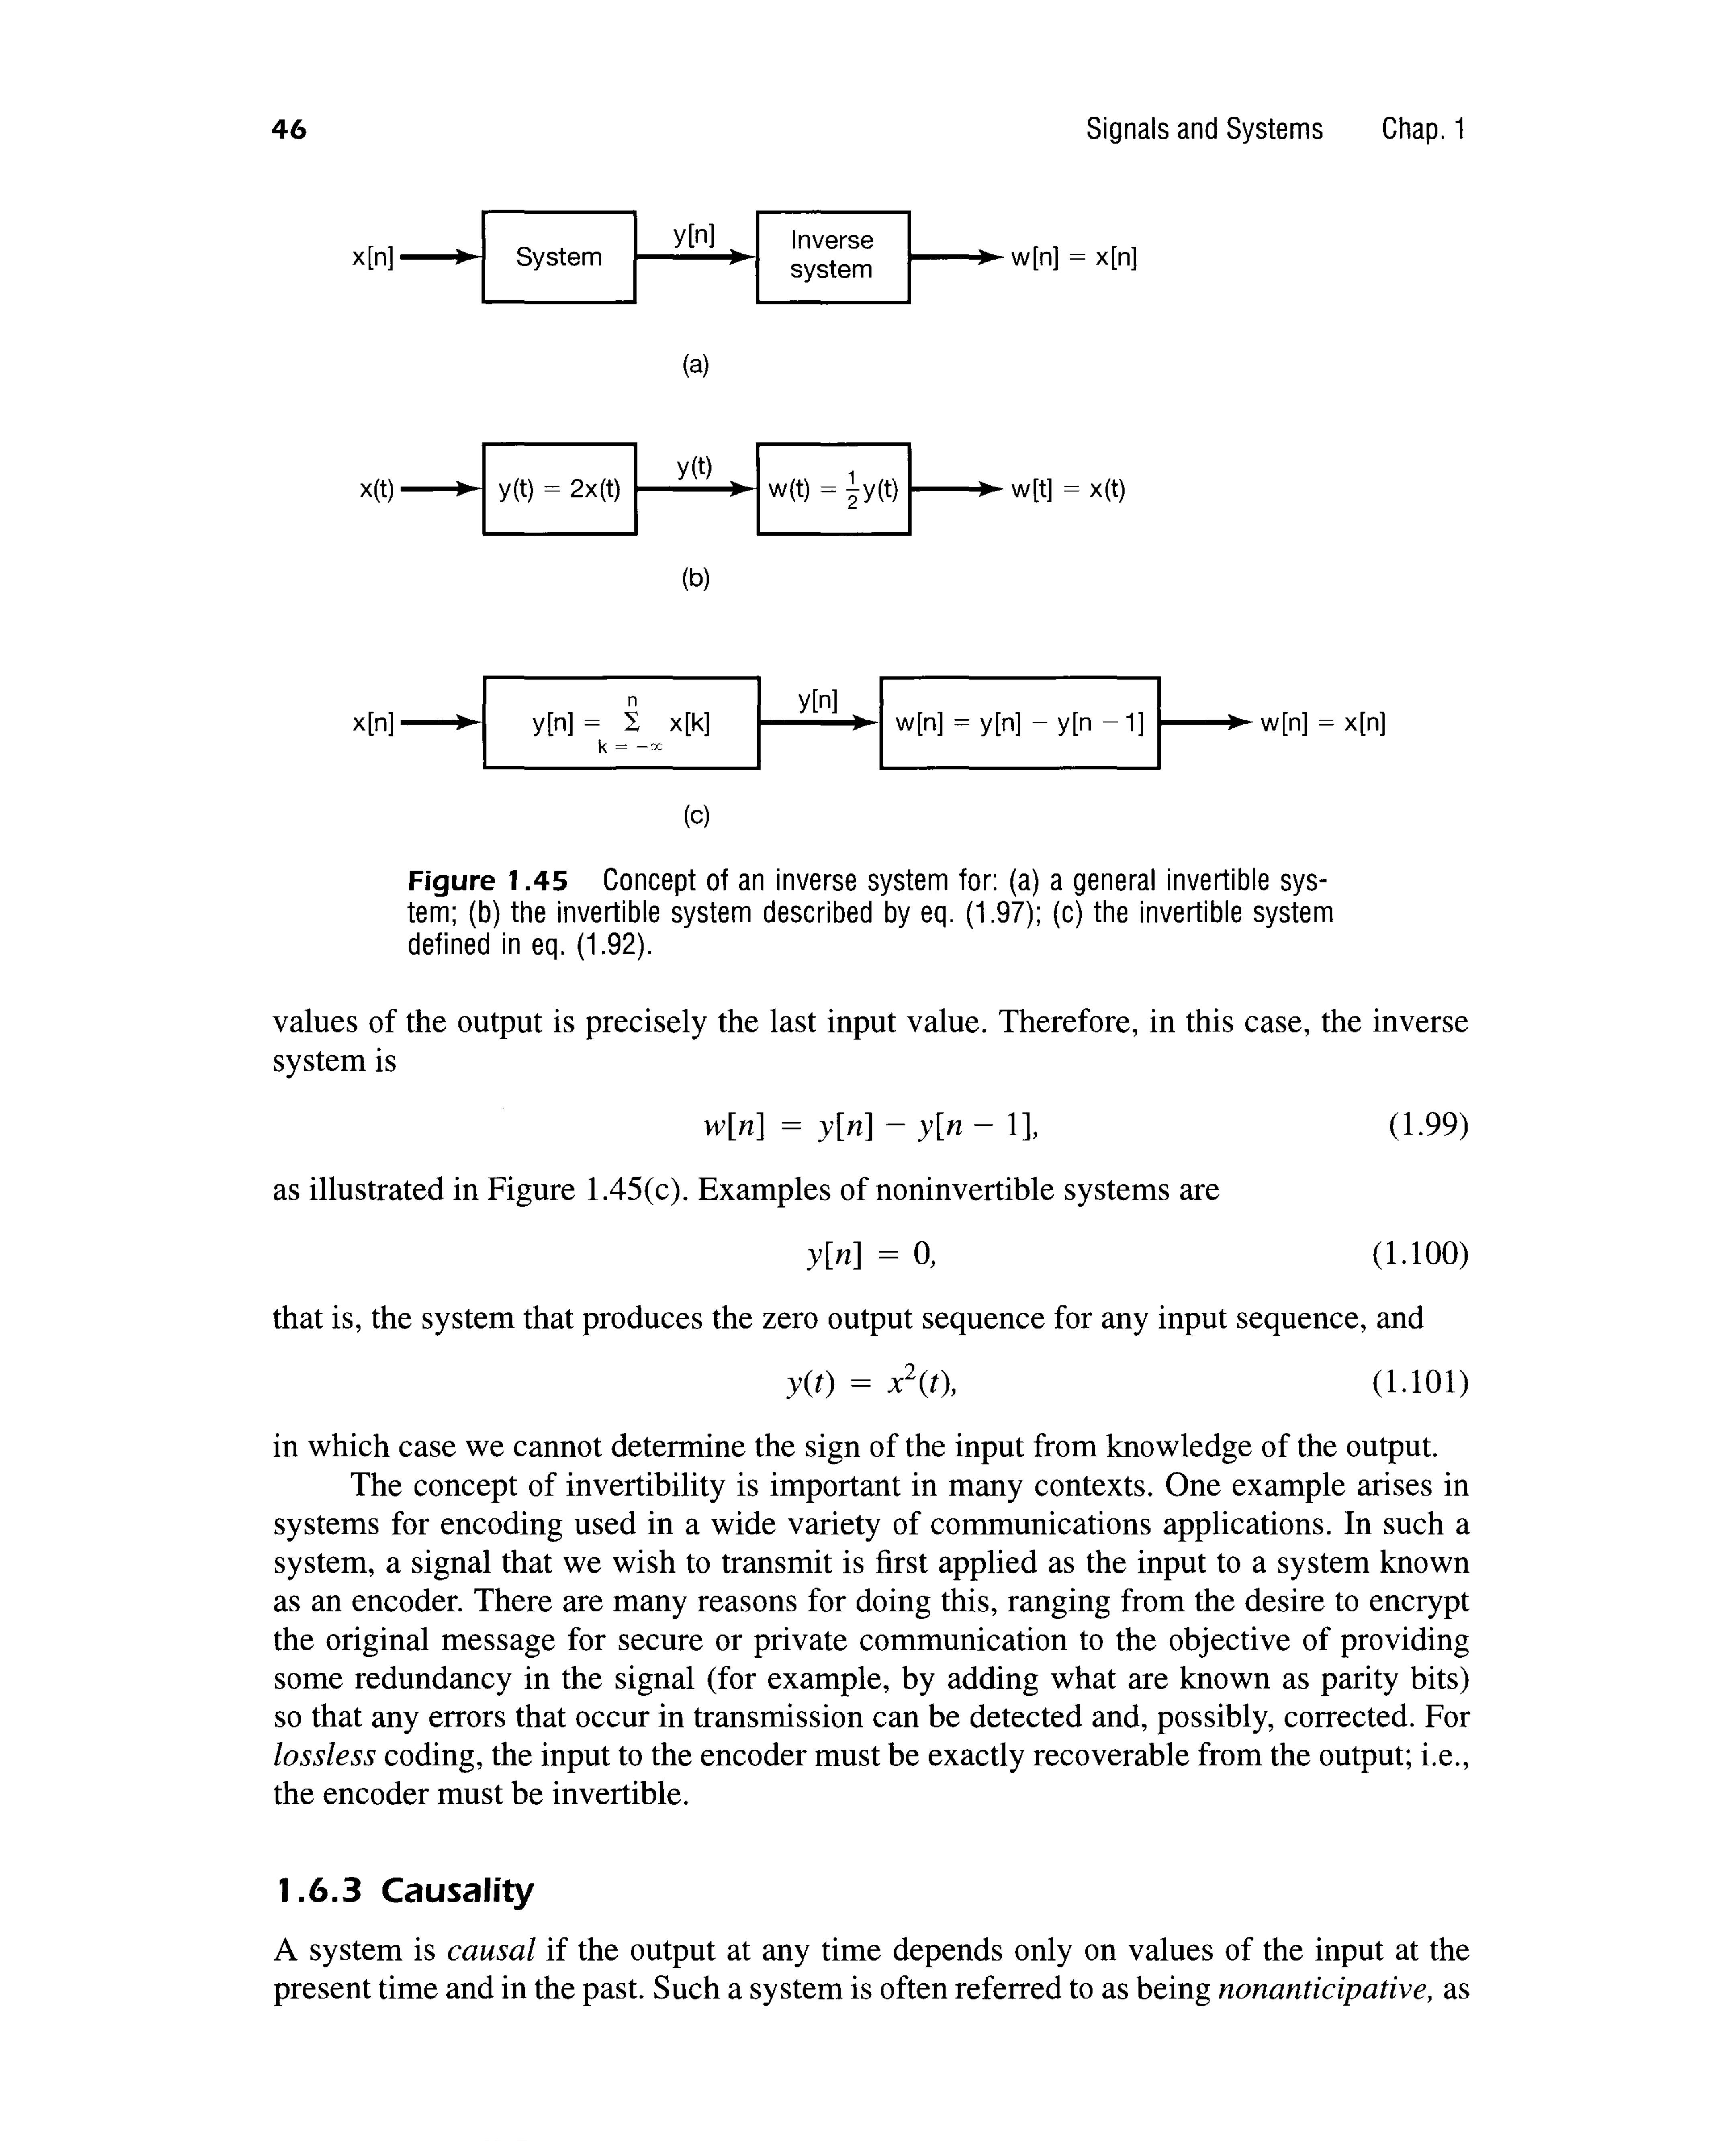 46 Signals and Systems Chap. 1
x[n] System y[n] Inverse system w[n] = x[n]
(a)
x(t) y(t) = 2x(t) y(t) w(t) = ½y(t) w[t] = x(t)
(b)
x[n] y[n] = Σ x[k] n k = −∞ y[n] w[n] = y[n] − y[n − 1] w[n] = x[n]
(c)
Figure 1.45 Concept of an inverse system for: (a) a general invertible sys-
tem; (b) the invertible system described by eq. (1.97); (c) the invertible system
defined in eq. (1.92).
values of the output is precisely the last input value. Therefore, in this case, the inverse
system is
w[n] = y[n] − y[n − 1], (1.99)
as illustrated in Figure 1.45(c). Examples of noninvertible systems are
y[n] = 0, (1.100)
that is, the system that produces the zero output sequence for any input sequence, and
y(t) = x²(t), (1.101)
in which case we cannot determine the sign of the input from knowledge of the output.
The concept of invertibility is important in many contexts. One example arises in
systems for encoding used in a wide variety of communications applications. In such a
system, a signal that we wish to transmit is first applied as the input to a system known
as an encoder. There are many reasons for doing this, ranging from the desire to encrypt
the original message for secure or private communication to the objective of providing
some redundancy in the signal (for example, by adding what are known as parity bits)
so that any errors that occur in transmission can be detected and, possibly, corrected. For
lossless coding, the input to the encoder must be exactly recoverable from the output; i.e.,
the encoder must be invertible.
1.6.3 Causality
A system is causal if the output at any time depends only on values of the input at the
present time and in the past. Such a system is often referred to as being nonanticipative, as